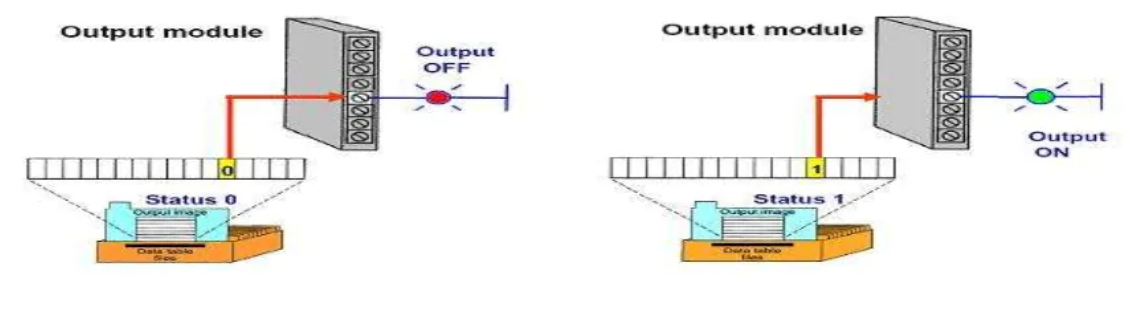 Output module
Output
OFF
0
Status 0
Output image
Data table
files
Output module
Output
ON
1
Status 1
Output image
Data table
files